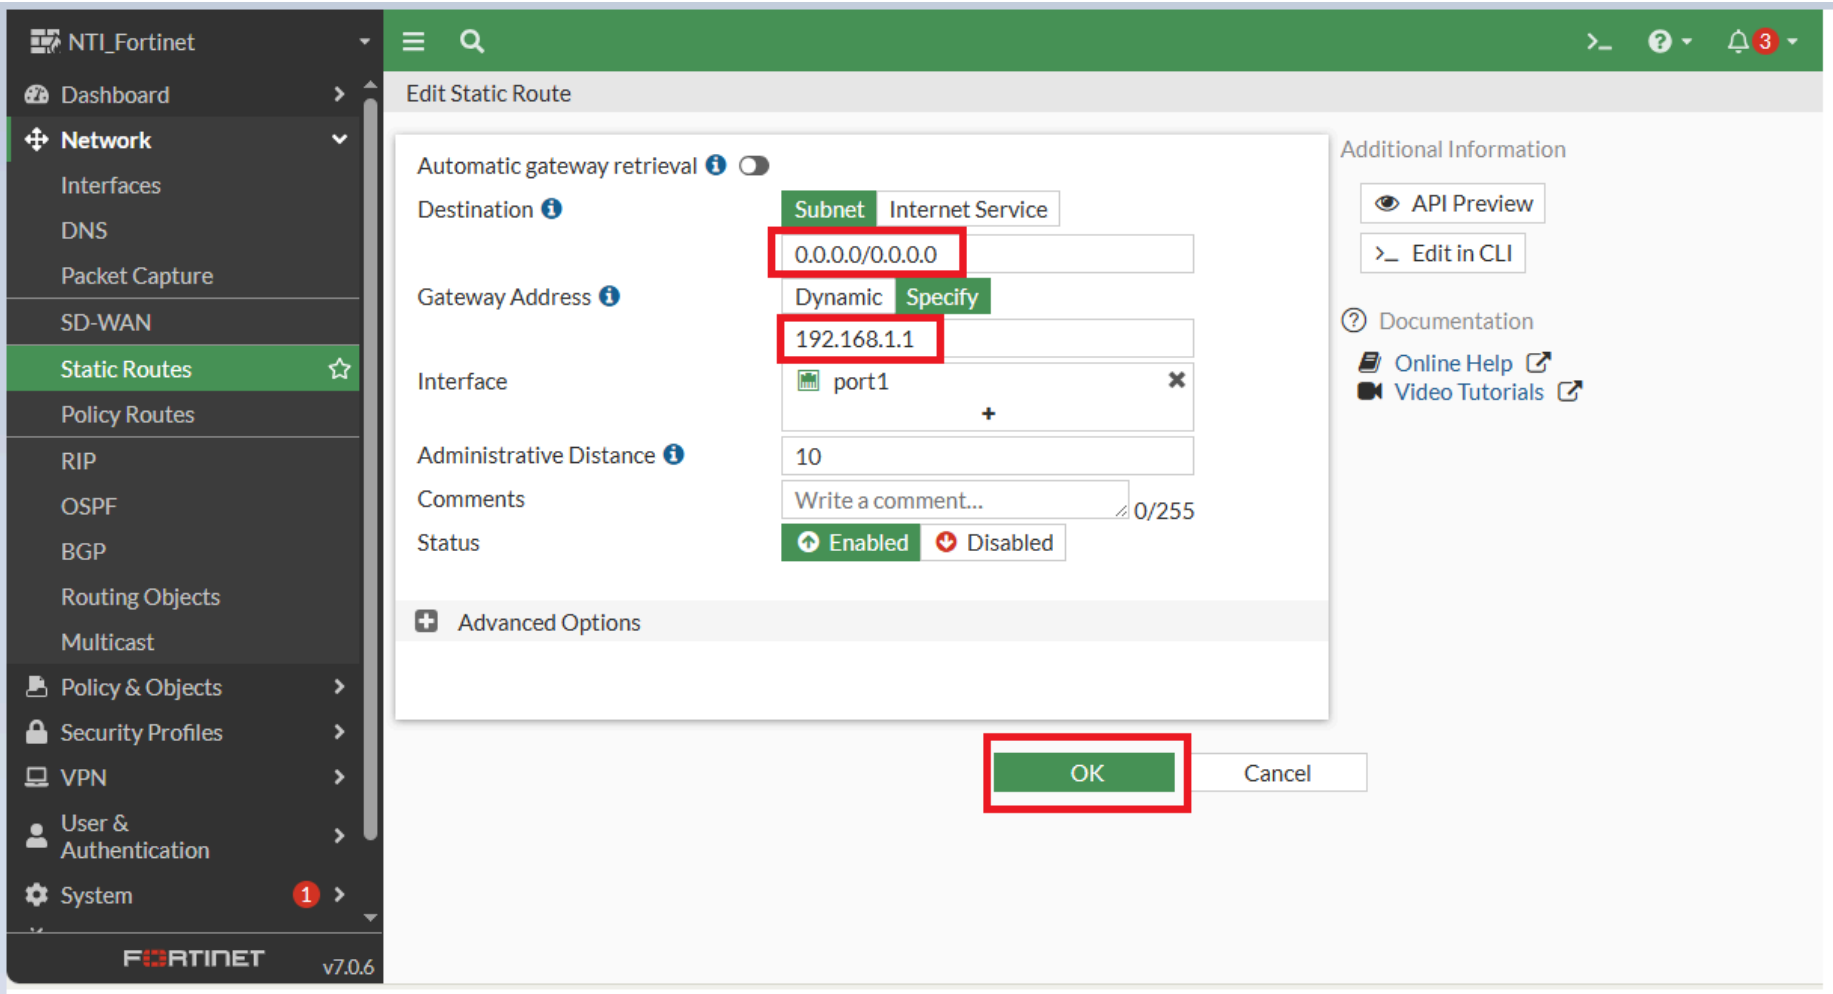 NTI_Fortinet
3
Dashboard
Network
Interfaces
DNS
Packet Capture
SD-WAN
Static Routes
Policy Routes
RIP
OSPF
BGP
Routing Objects
Multicast
Policy & Objects
Security Profiles
VPN
User &
Authentication
System 1
FORTINET v7.0.6
Edit Static Route
Automatic gateway retrieval
Destination Subnet Internet Service
0.0.0.0/0.0.0.0
Gateway Address Dynamic Specify
192.168.1.1
Interface port1
Administrative Distance 10
Comments Write a comment... 0/255
Status Enabled Disabled
Advanced Options
OK Cancel
Additional Information
API Preview
>_ Edit in CLI
Documentation
Online Help
Video Tutorials